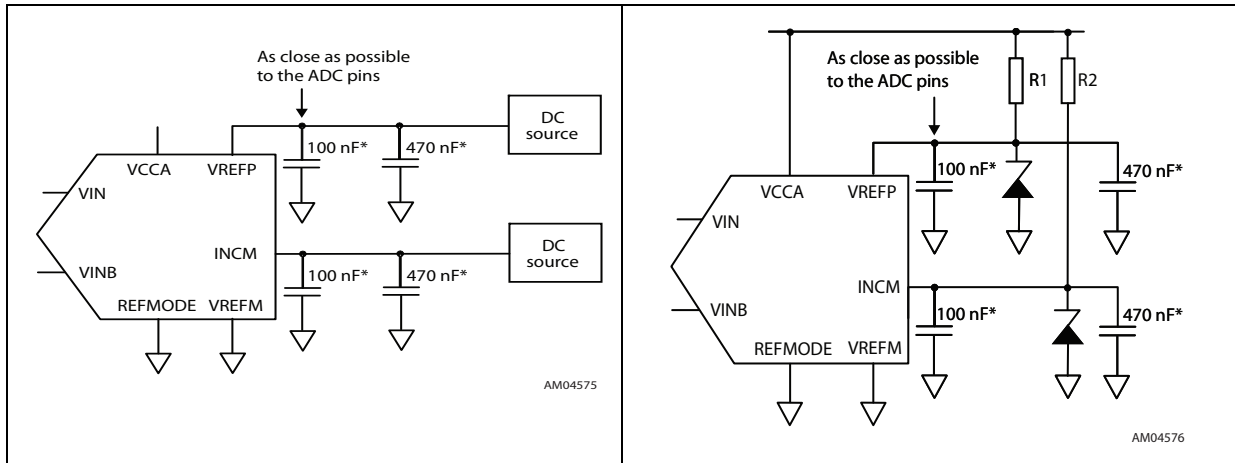 As close as possible
to the ADC pins
DC
source
100 nF*
470 nF*
VCCA
VREFP
VIN
INCM
DC
source
VINB
100 nF*
470 nF*
REFMODE
VREFM
AM04575
As close as possible
to the ADC pins
R1
R2
100 nF*
470 nF*
VCCA
VREFP
VIN
INCM
VINB
100 nF*
470 nF*
REFMODE
VREFM
AM04576